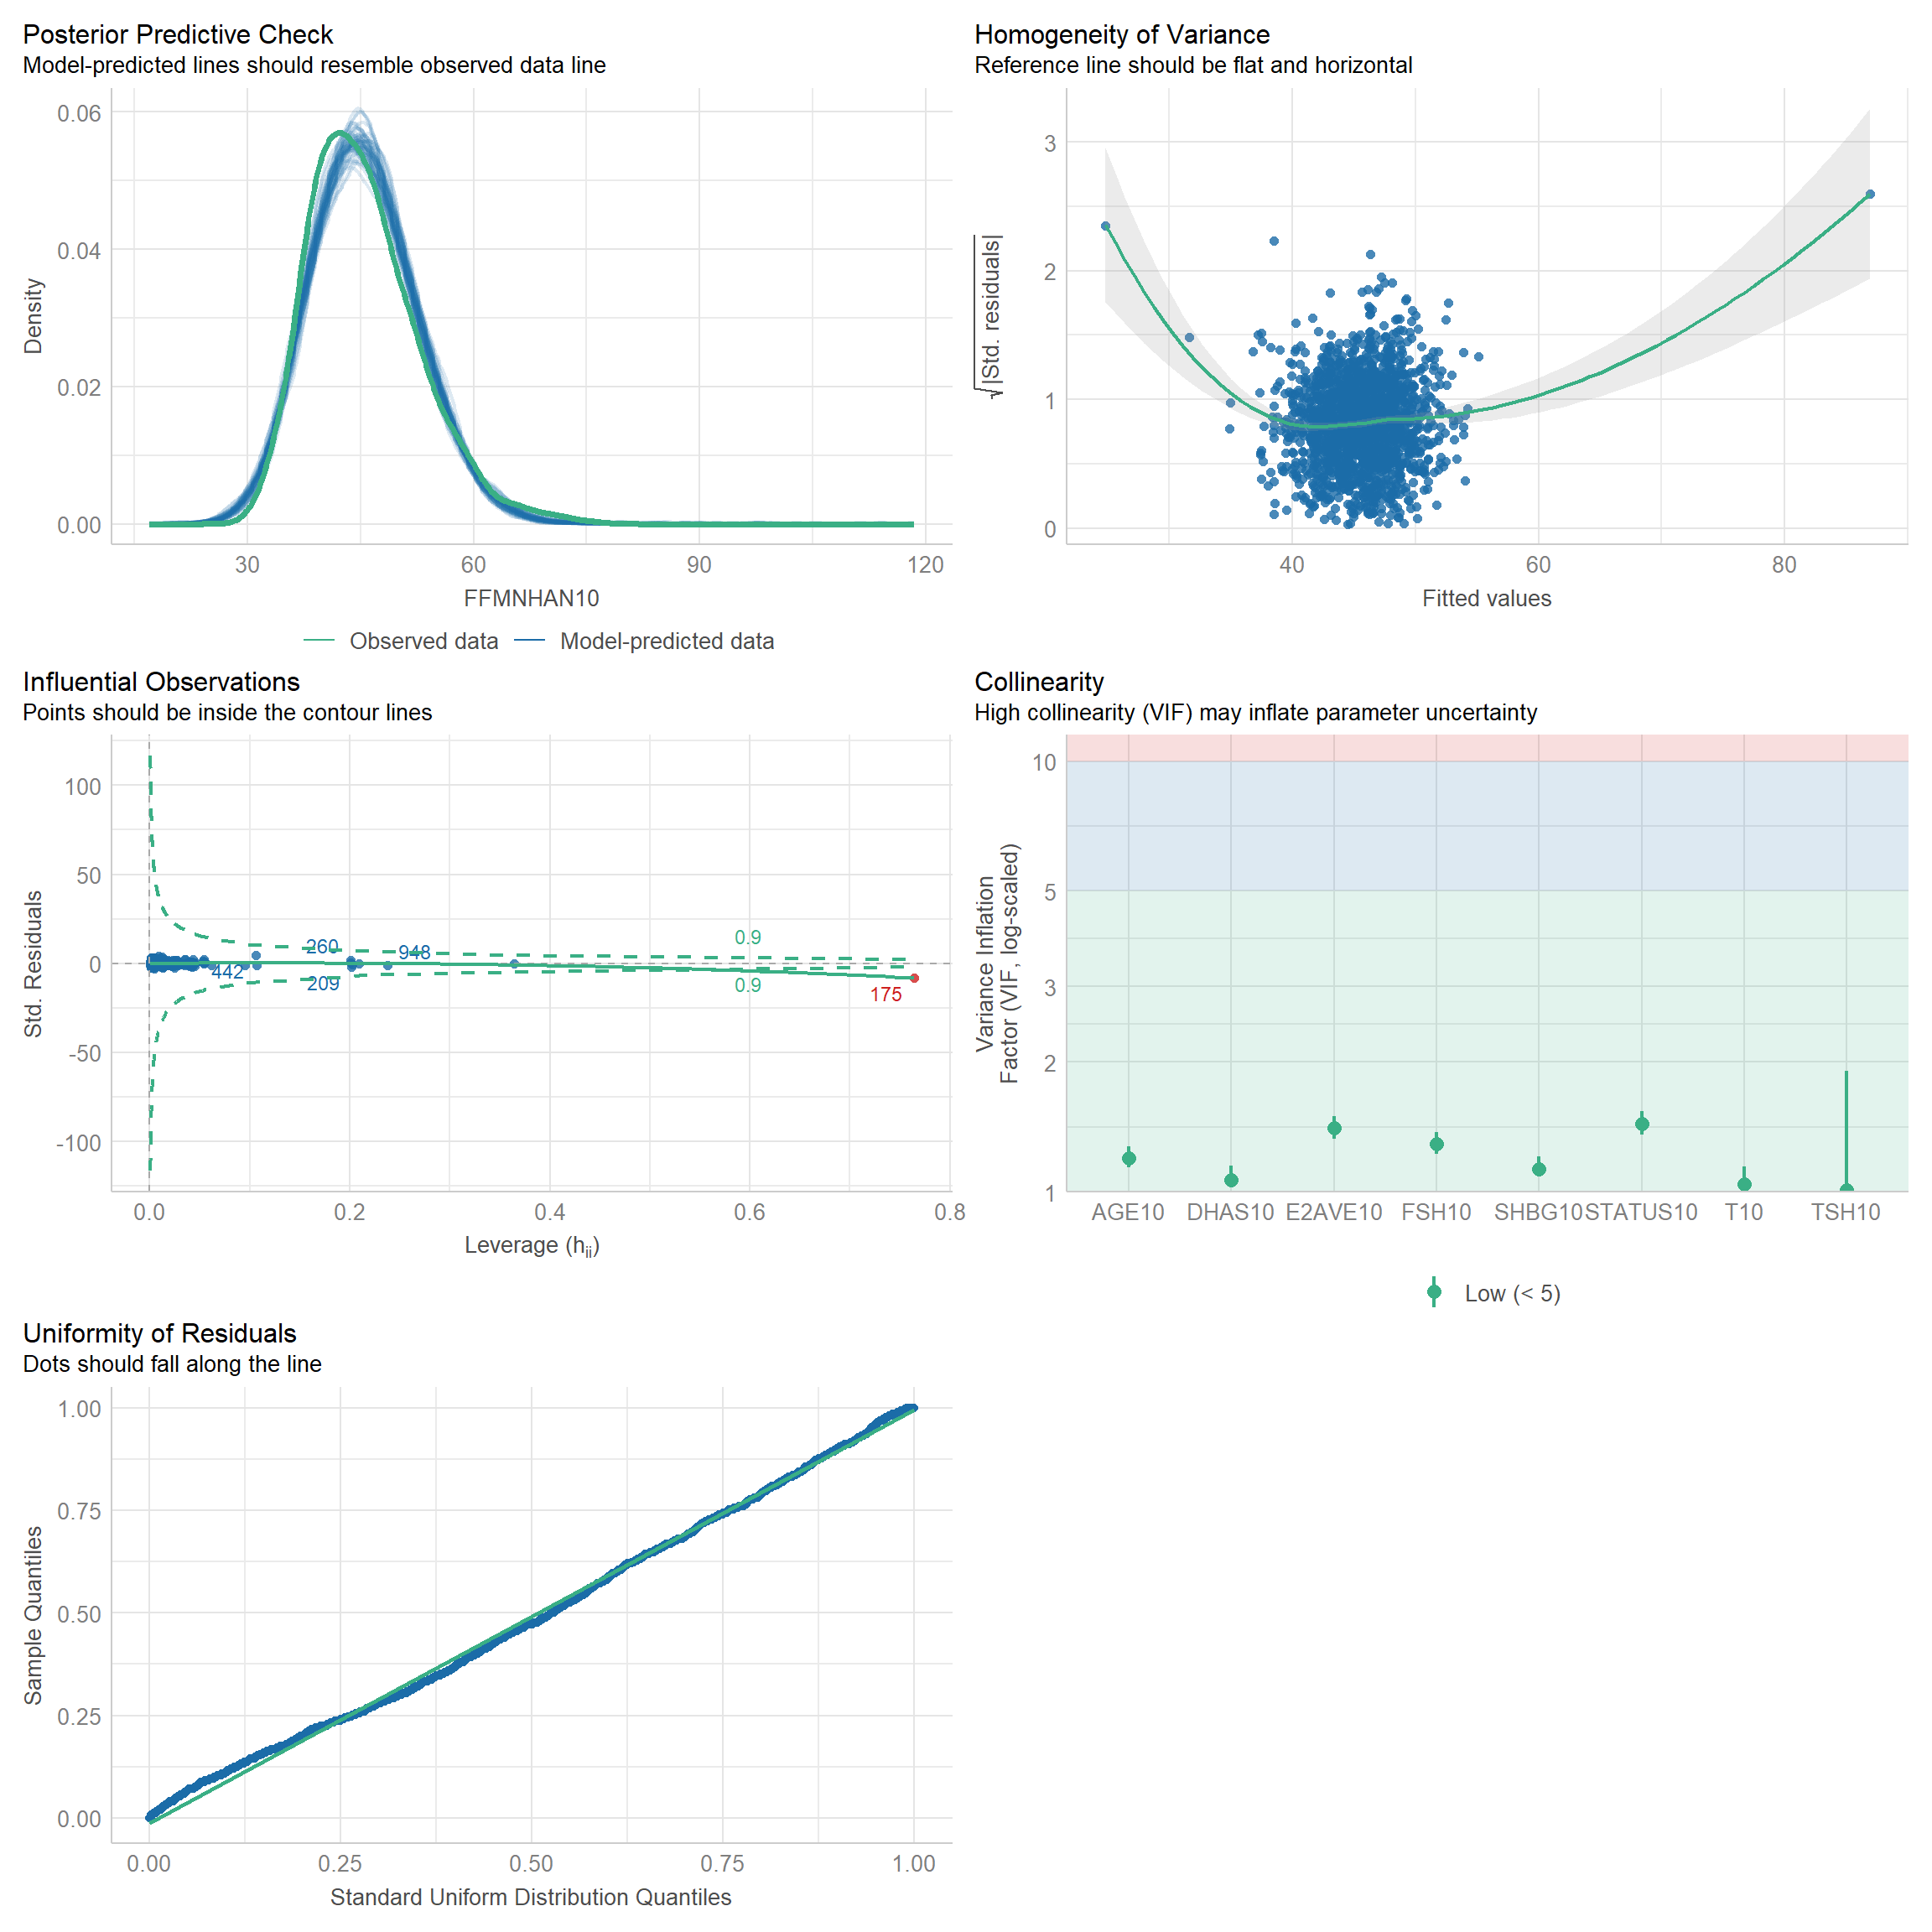 Posterior Predictive Check
Model-predicted lines should resemble observed data line
0.06
0.04
0.02
0.00
Density
30 60 90 120
FFMNHAN10
Observed data Model-predicted data
Homogeneity of Variance
Reference line should be flat and horizontal
3
2
1
0
√|Std. residuals|
40 60 80
Fitted values
Influential Observations
Points should be inside the contour lines
100
50
0
-50
-100
Std. Residuals
260
948
0.9
442
209
0.9
175
0.0 0.2 0.4 0.6 0.8
Leverage (hii)
Collinearity
High collinearity (VIF) may inflate parameter uncertainty
10
5
3
2
1
Variance Inflation
Factor (VIF, log-scaled)
AGE10 DHAS10 E2AVE10 FSH10 SHBG10 STATUS10 T10 TSH10
Low (< 5)
Uniformity of Residuals
Dots should fall along the line
1.00
0.75
0.50
0.25
0.00
Sample Quantiles
0.00 0.25 0.50 0.75 1.00
Standard Uniform Distribution Quantiles